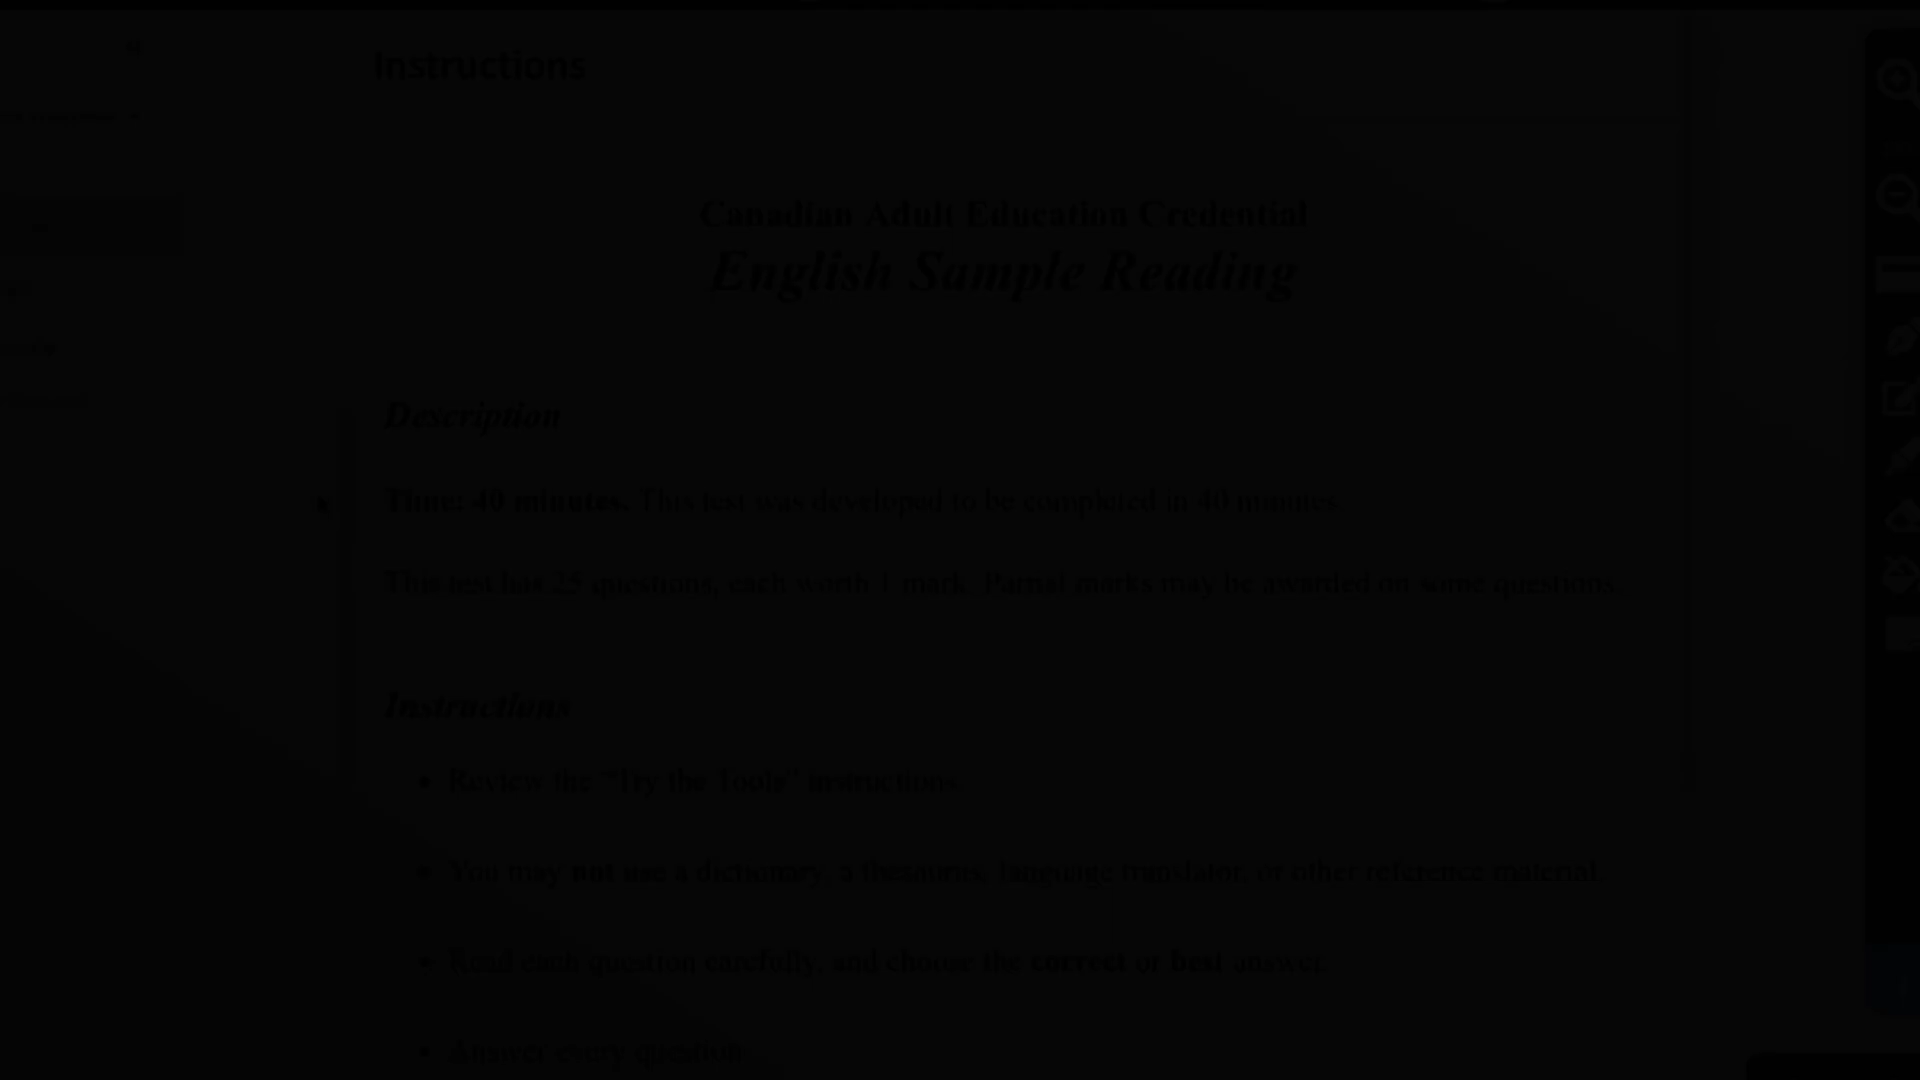 Instructions
Canadian Adult Education Credential
English Sample Reading
Description
Time: 40 minutes. This test was developed to be completed in 40 minutes.
This test has 25 questions, each worth 1 mark. Partial marks may be awarded on some questions.
Instructions
• Review the "Try the Tools" instructions.
• You may not use a dictionary, a thesaurus, language translator, or other reference material.
• Read each question carefully, and choose the correct or best answer.
• Answer every question.